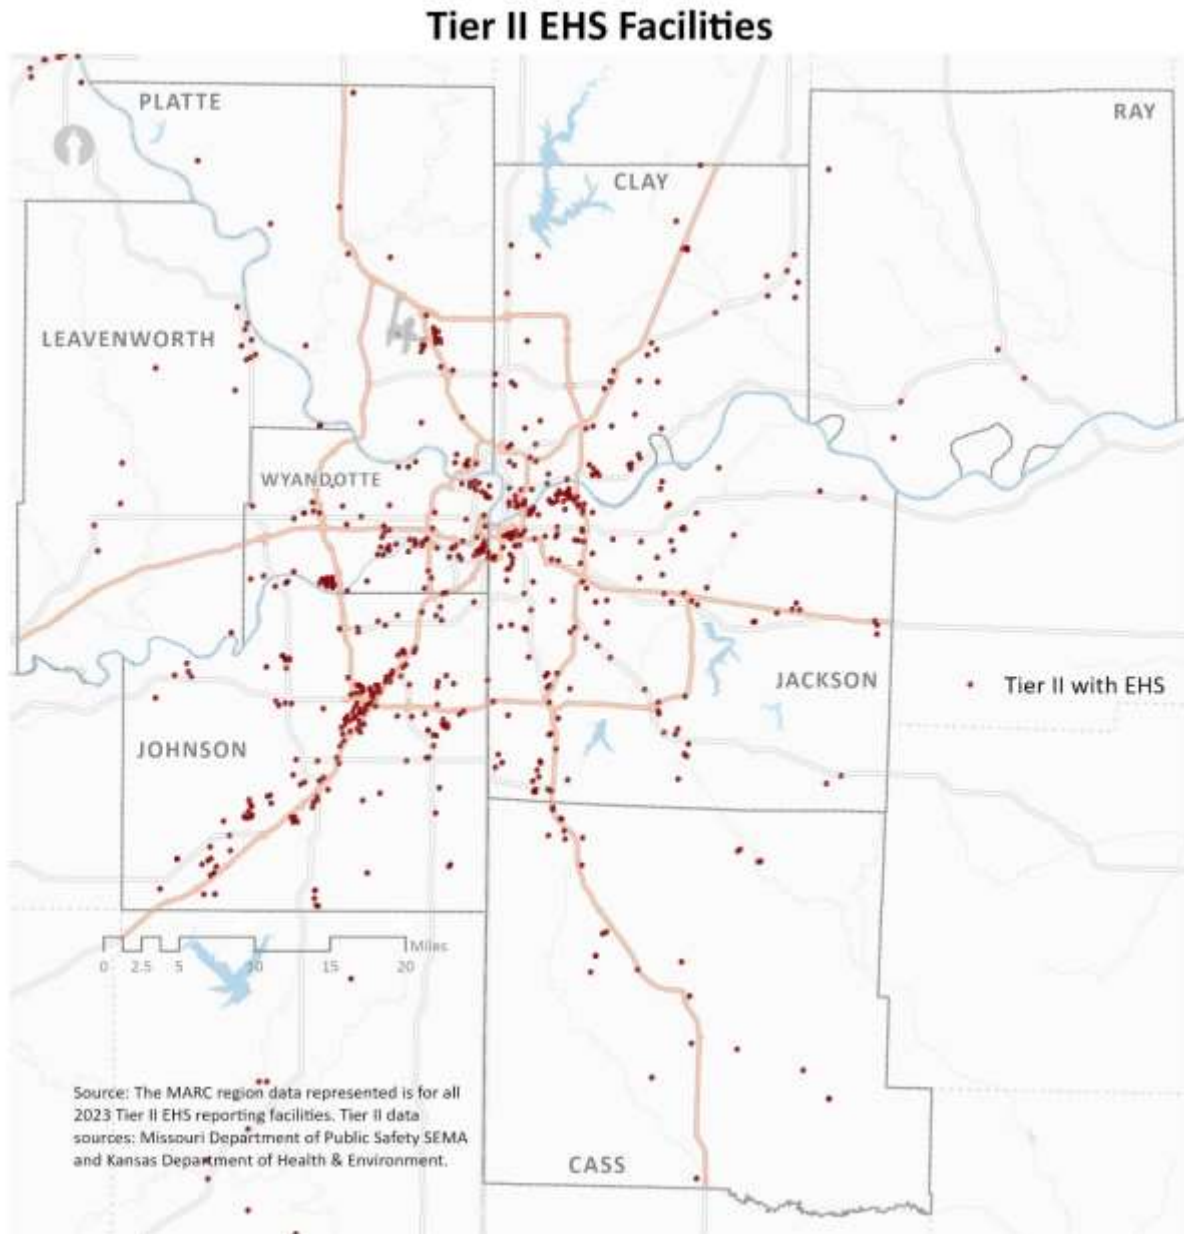 Tier II EHS Facilities
PLATTE
RAY
CLAY
LEAVENWORTH
WYANDOTTE
JACKSON
Tier II with EHS
JOHNSON
Miles
0 2.5 5 10 15 20
Source: The MARC region data represented is for all
2023 Tier II EHS reporting facilities. Tier II data
sources: Missouri Department of Public Safety SEMA
and Kansas Department of Health & Environment.
CASS